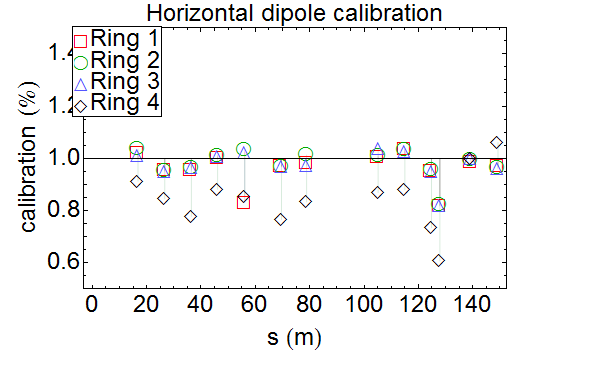 Horizontal dipole calibration
Ring 1
Ring 2
Ring 3
Ring 4
calibration (%)
1.4
1.2
1.0
0.8
0.6
0 20 40 60 80 100 120 140
s (m)